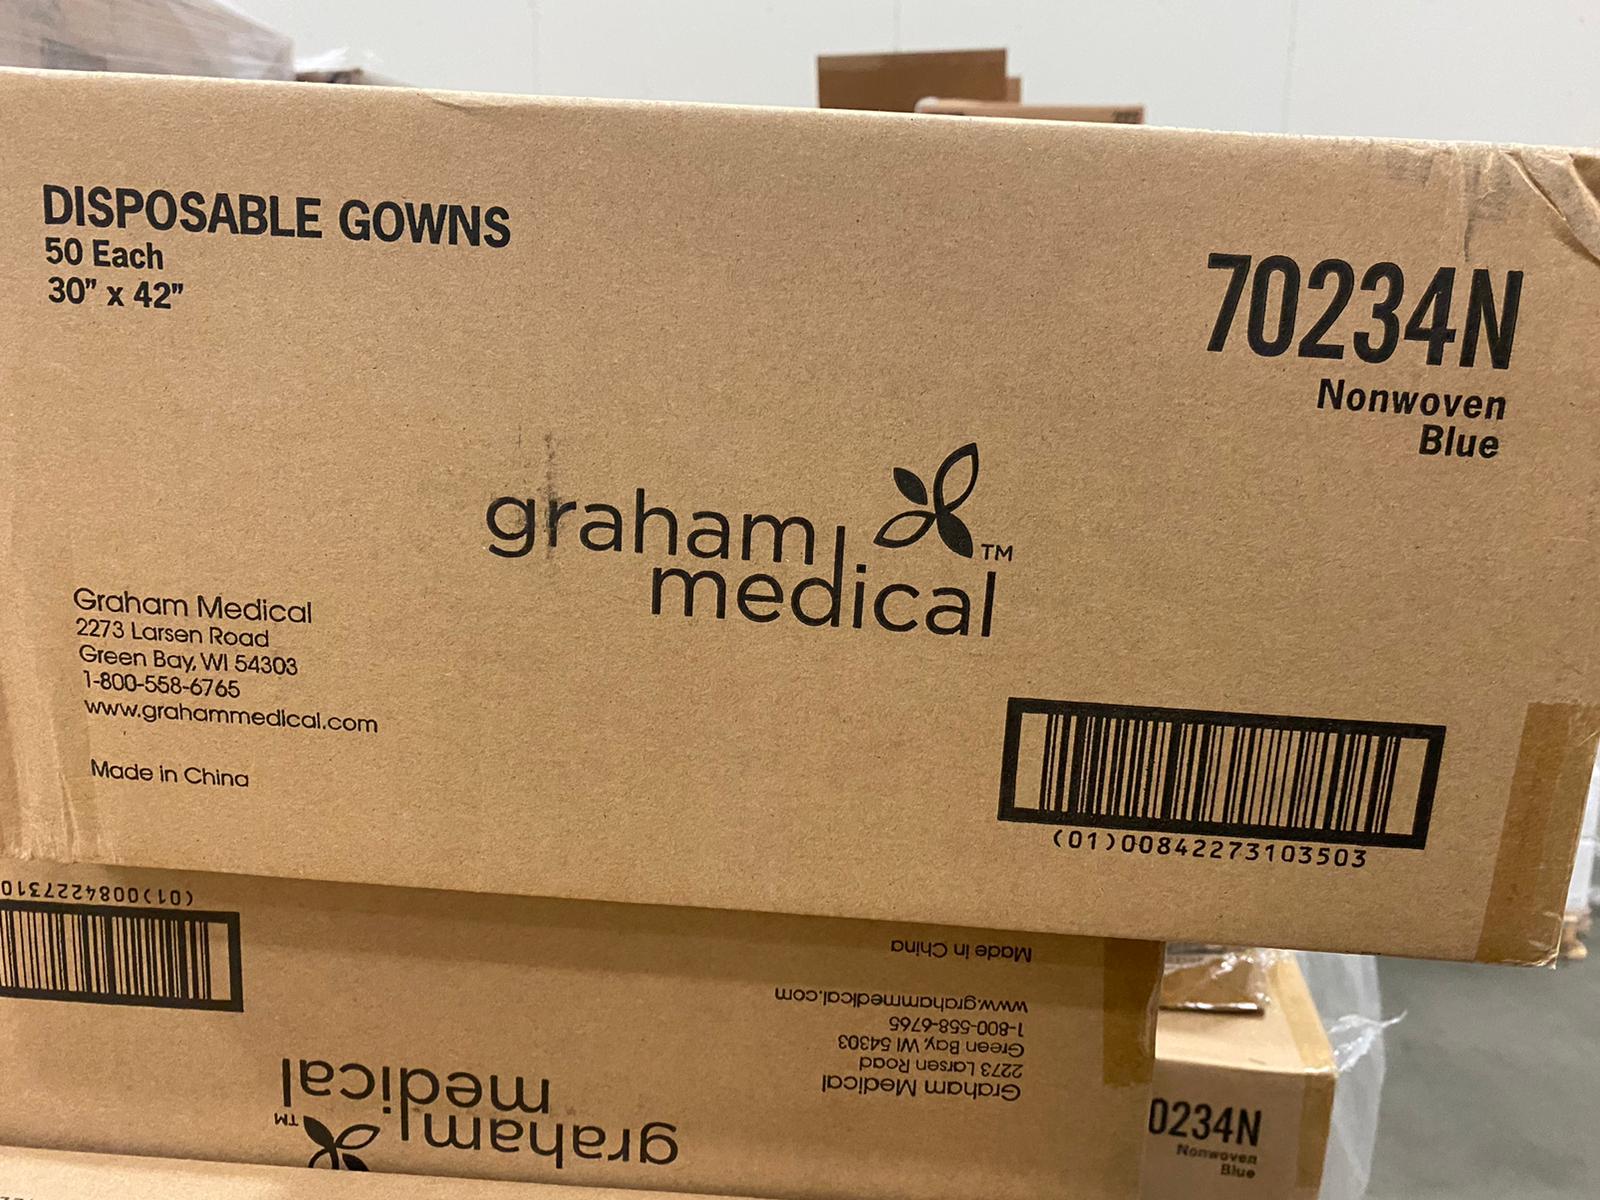 DISPOSABLE GOWNS
50 Each
30" x 42"
70234N
Nonwoven
Blue
graham
medical
TM
Graham Medical
2273 Larsen Road
Green Bay, WI 54303
1-800-558-6765
www.grahammedical.com
Made in China
(01)00842273103503
(01)0084227310
Made in China
www.grahammedical.com
1-800-558-6765
Green Bay, WI 54303
2273 Larsen Road
Graham Medical
graham
medical
TM
0234N
Nonwoven
Blue